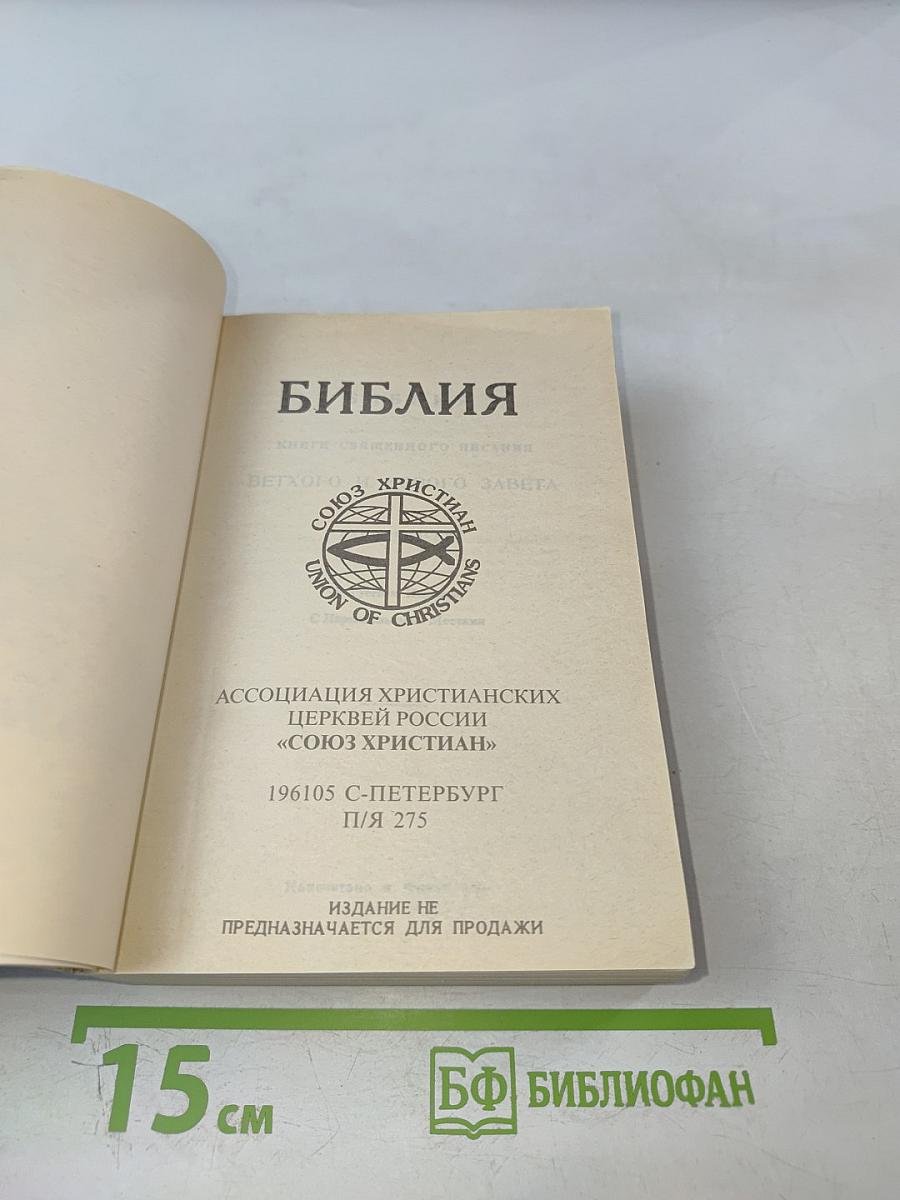 БИБЛИЯ
КНИГИ СВЯЩЕННОГО ПИСАНИЯ
ВЕТХОГО И ЗАВЕТА
СОЮЗ ХРИСТИАН
UNION OF CHRISTIANS
АССОЦИАЦИЯ ХРИСТИАНСКИХ
ЦЕРКВЕЙ РОССИИ
«СОЮЗ ХРИСТИАН»
196105 С-ПЕТЕРБУРГ
П/Я 275
ИЗДАНИЕ НЕ
ПРЕДНАЗНАЧАЕТСЯ ДЛЯ ПРОДАЖИ
15 см
БФ БИБЛИОФАН